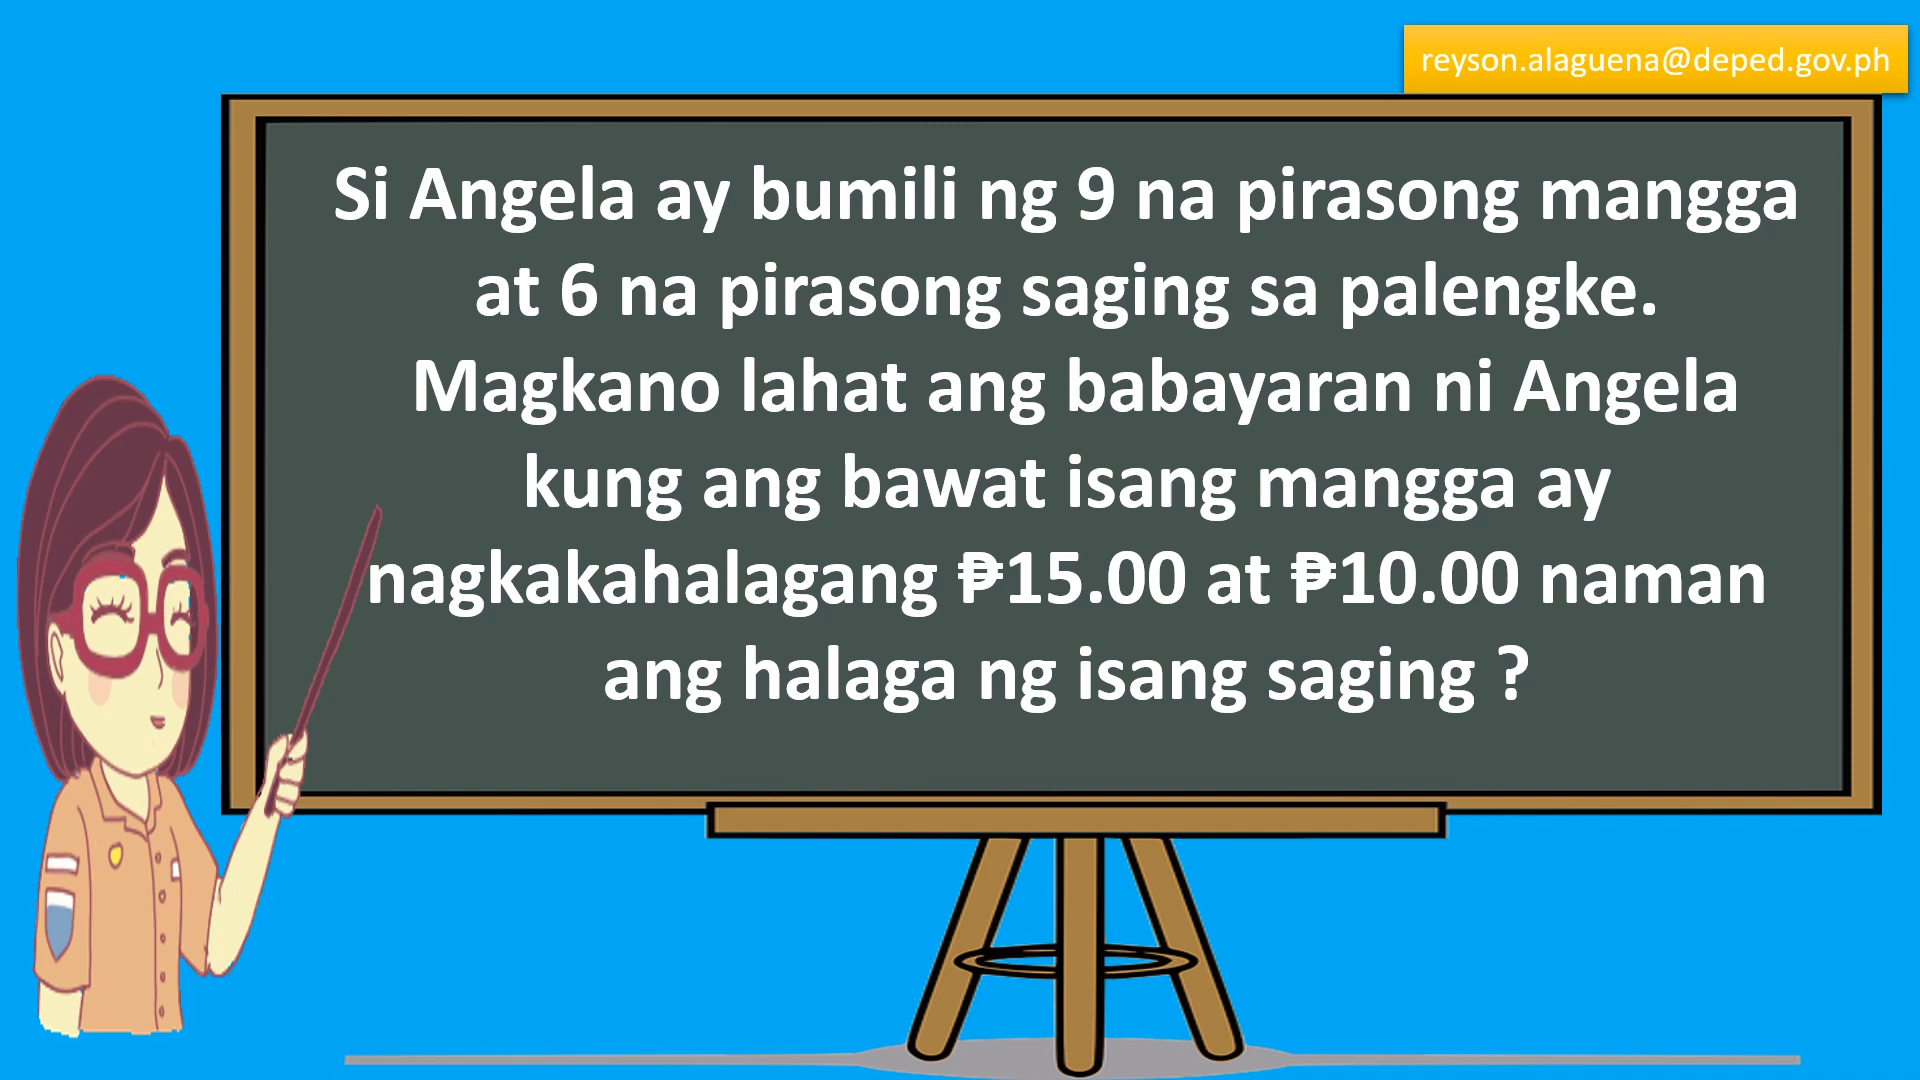 reyson.alaguena@deped.gov.ph
Si Angela ay bumili ng 9 na pirasong mangga
at 6 na pirasong saging sa palengke.
Magkano lahat ang babayaran ni Angela
kung ang bawat isang mangga ay
nagkakahalagang ₱15.00 at ₱10.00 naman
ang halaga ng isang saging ?